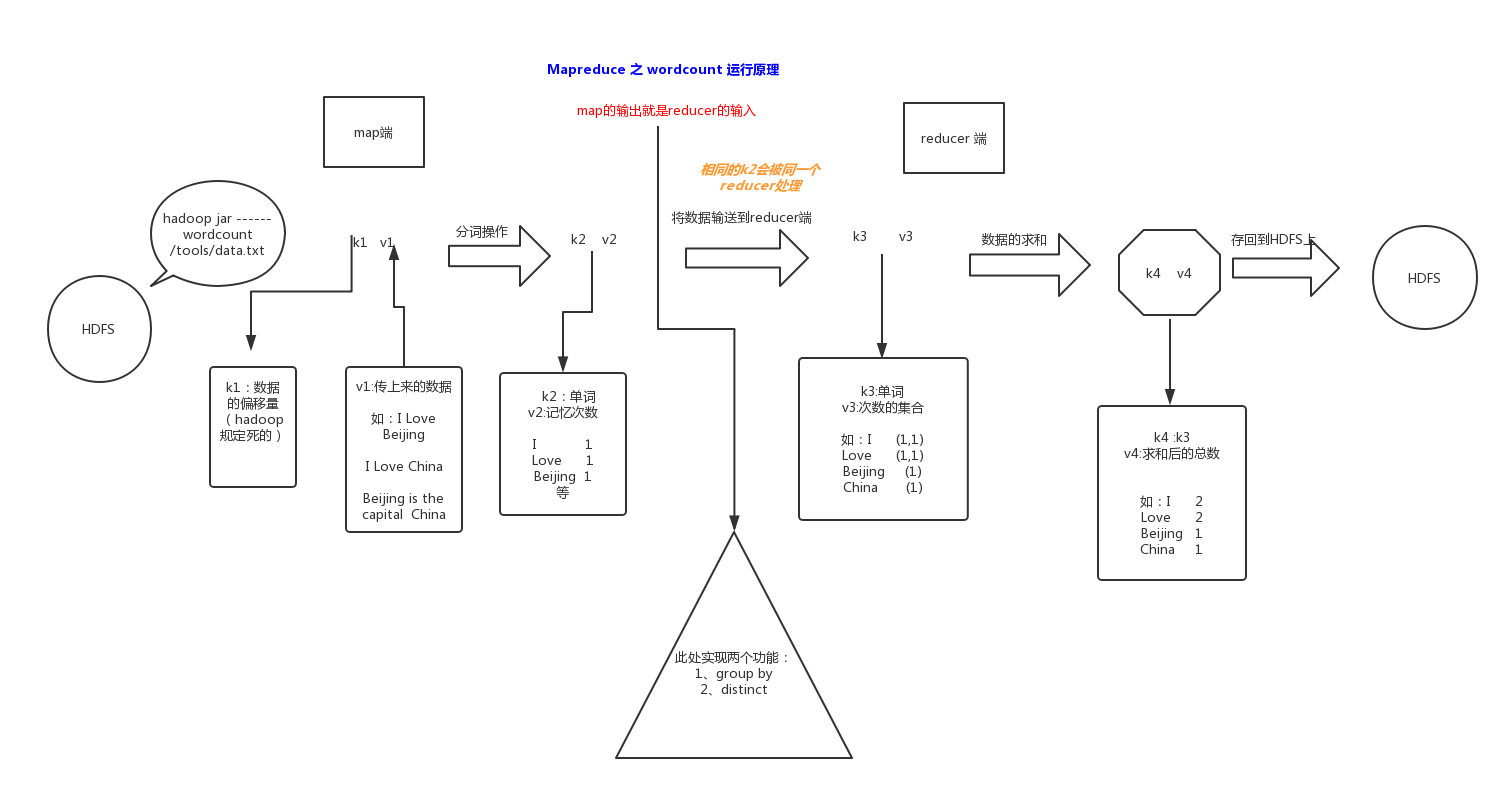 Mapreduce 之 wordcount 运行原理
map的输出就是reducer的输入
map端
reducer 端
相同的k2会被同一个
reducer处理
hadoop jar ------
wordcount
/tools/data.txt
HDFS
k1 v1
分词操作
k2 v2
将数据输送到reducer端
k3 v3
数据的求和
k4 v4
存回到HDFS上
HDFS
k1：数据
的偏移量
（hadoop
规定死的）
v1:传上来的数据
如：I Love
Beijing
I Love China
Beijing is the
capital China
k2：单词
v2:记忆次数
I 1
Love 1
Beijing 1
等
k3:单词
v3:次数的集合
如：I (1,1)
Love (1,1)
Beijing (1)
China (1)
k4 :k3
v4:求和后的总数
如：I 2
Love 2
Beijing 1
China 1
此处实现两个功能：
1、group by
2、distinct